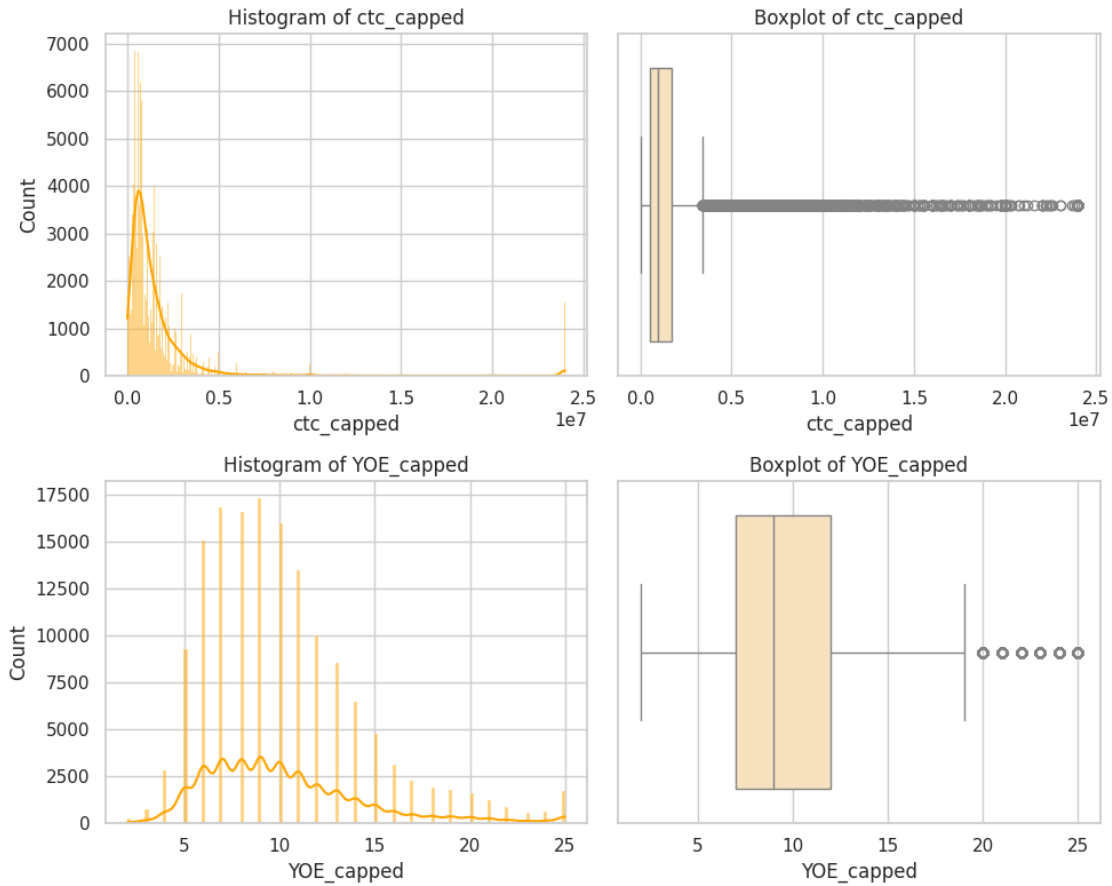 Histogram of ctc_capped
Boxplot of ctc_capped
7000
6000
5000
4000
3000
2000
1000
0
Count
0.0 0.5 1.0 1.5 2.0 2.5
1e7
ctc_capped
0.0 0.5 1.0 1.5 2.0 2.5
1e7
ctc_capped
Histogram of YOE_capped
Boxplot of YOE_capped
17500
15000
12500
10000
7500
5000
2500
0
Count
5 10 15 20 25
YOE_capped
5 10 15 20 25
YOE_capped